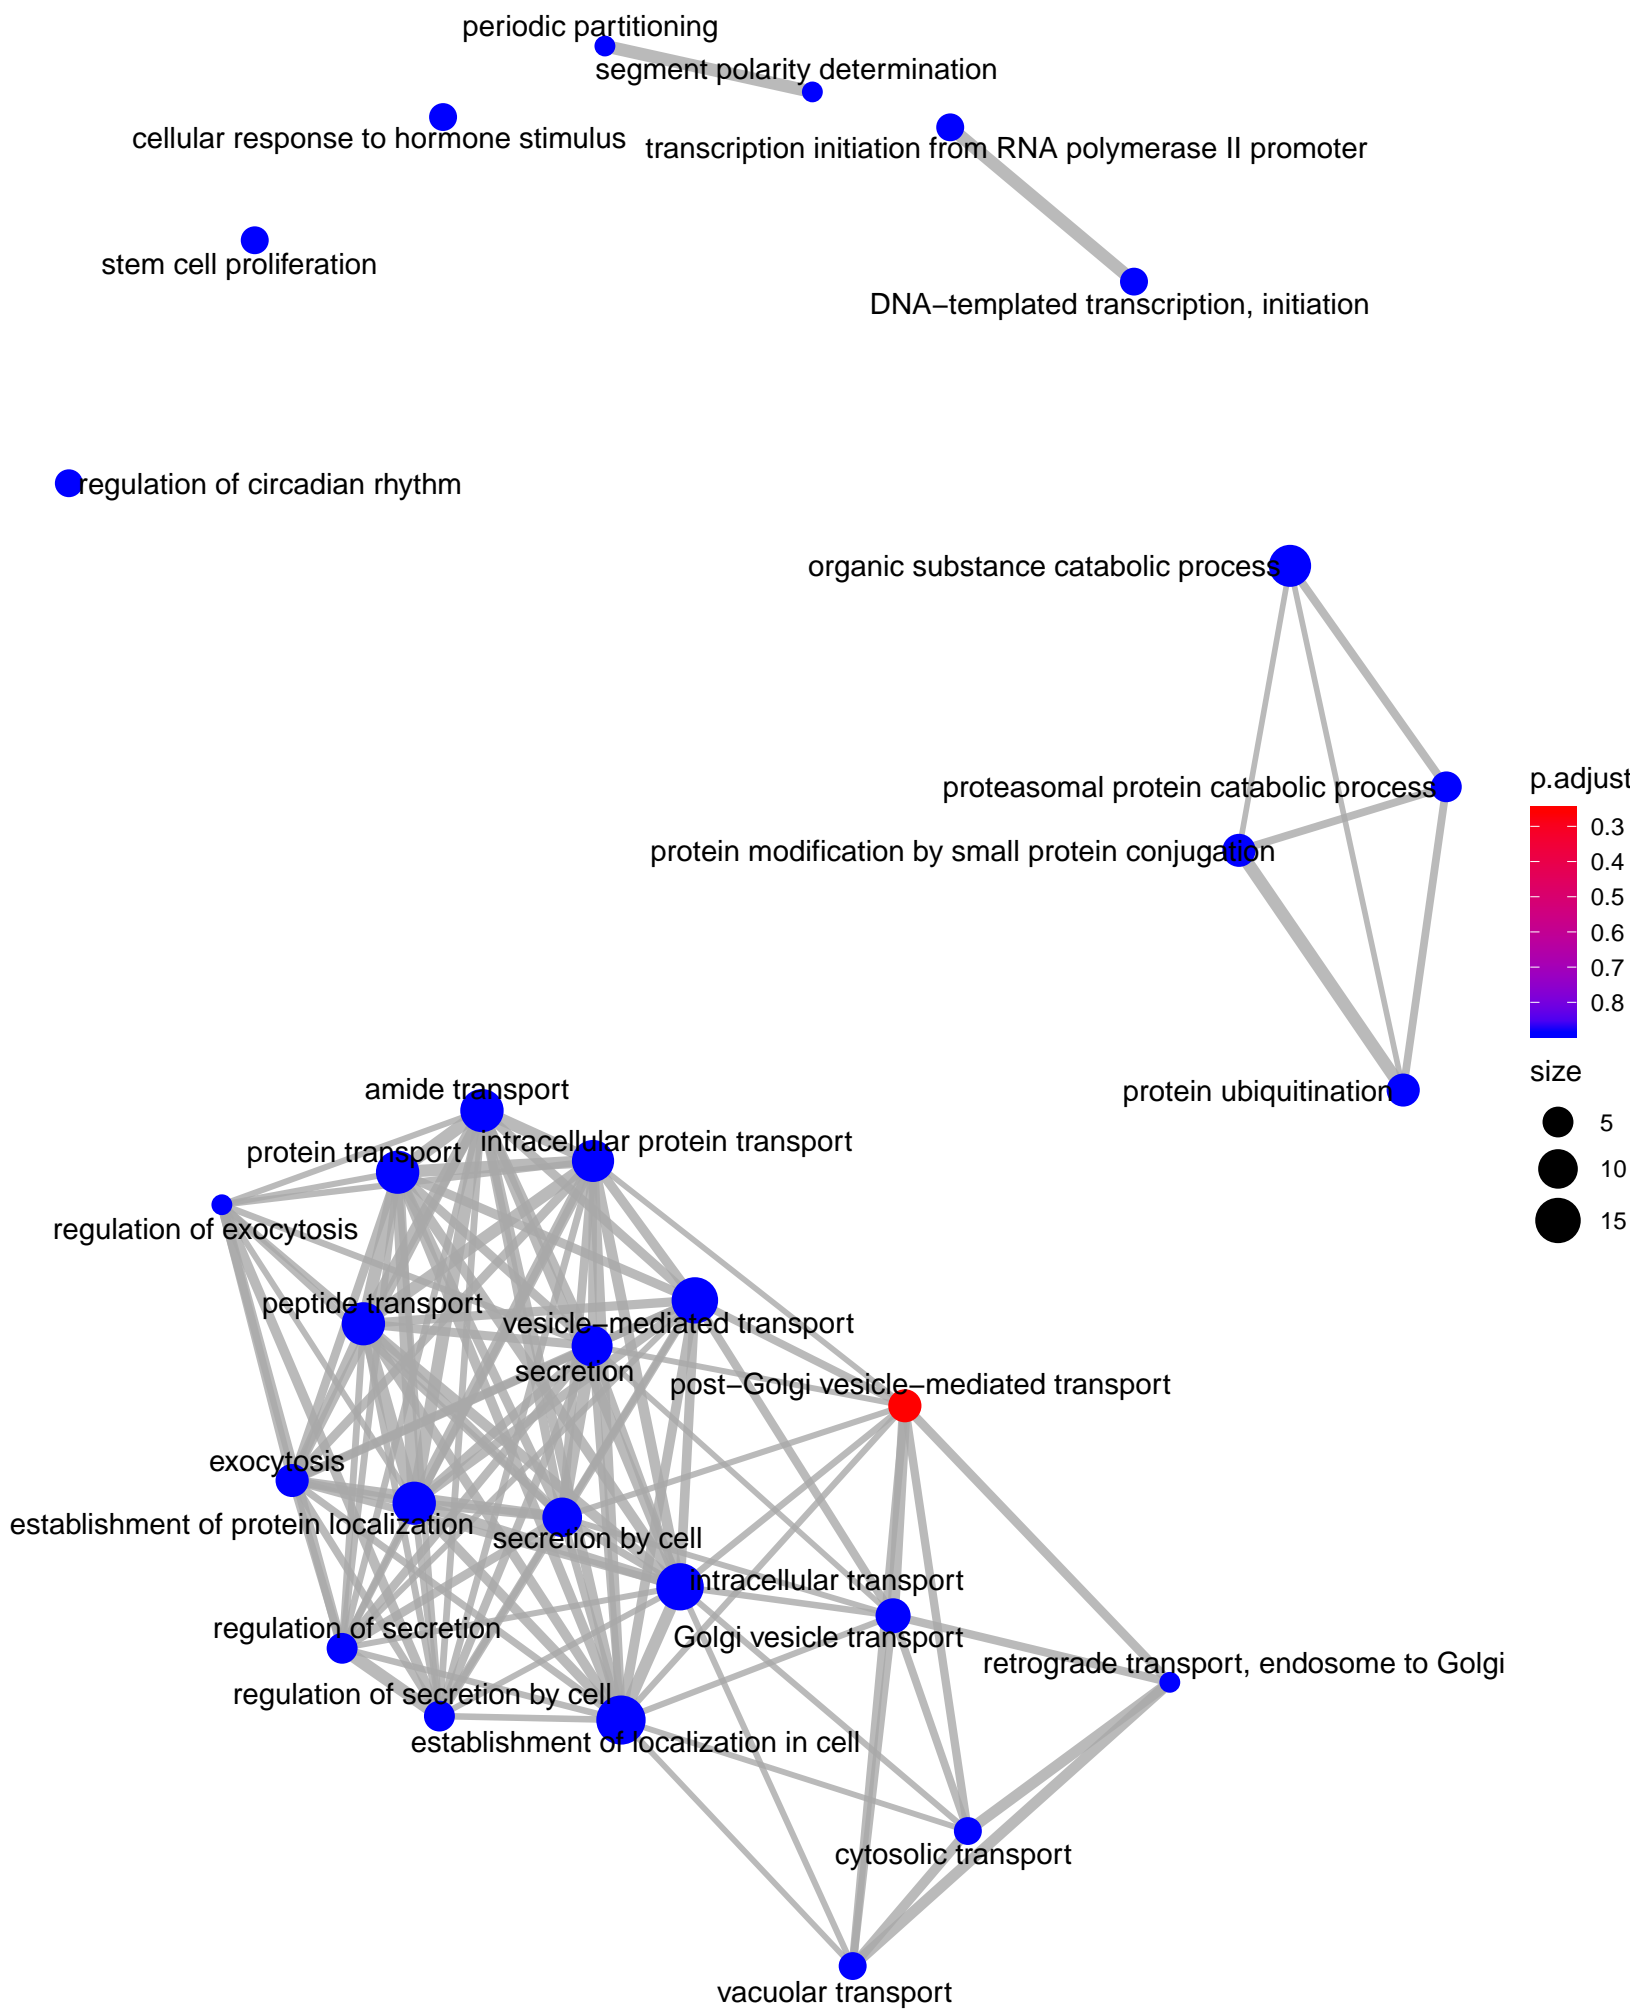 periodic partitioning
segment polarity determination
cellular response to hormone stimulus
transcription initiation from RNA polymerase II promoter
stem cell proliferation
DNA−templated transcription, initiation
regulation of circadian rhythm
organic substance catabolic process
proteasomal protein catabolic process
protein modification by small protein conjugation
protein ubiquitination
p.adjust
0.3
0.4
0.5
0.6
0.7
0.8
size
5
10
15
amide transport
intracellular protein transport
protein transport
regulation of exocytosis
peptide transport
vesicle−mediated transport
secretion
post−Golgi vesicle−mediated transport
exocytosis
establishment of protein localization
secretion by cell
intracellular transport
regulation of secretion
Golgi vesicle transport
retrograde transport, endosome to Golgi
regulation of secretion by cell
establishment of localization in cell
cytosolic transport
vacuolar transport